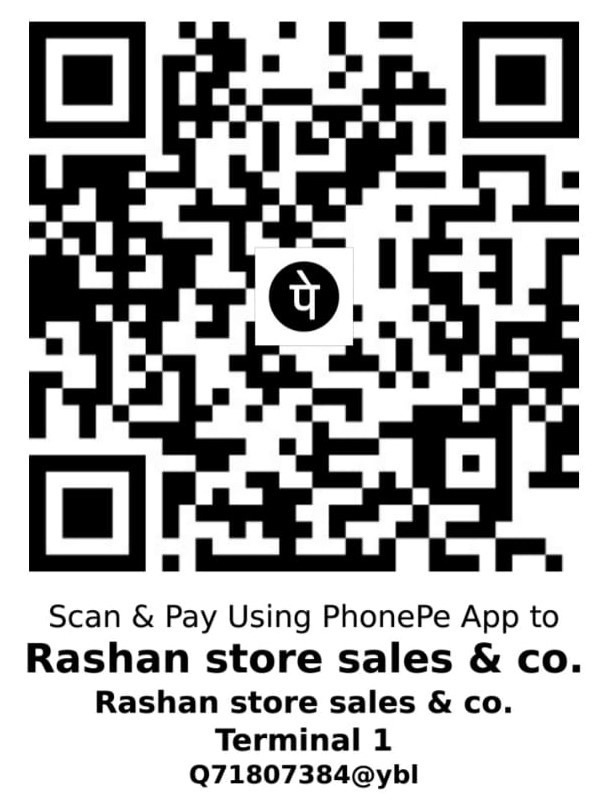 पे
Scan & Pay Using PhonePe App to
Rashan store sales & co.
Rashan store sales & co.
Terminal 1
Q71807384@ybl